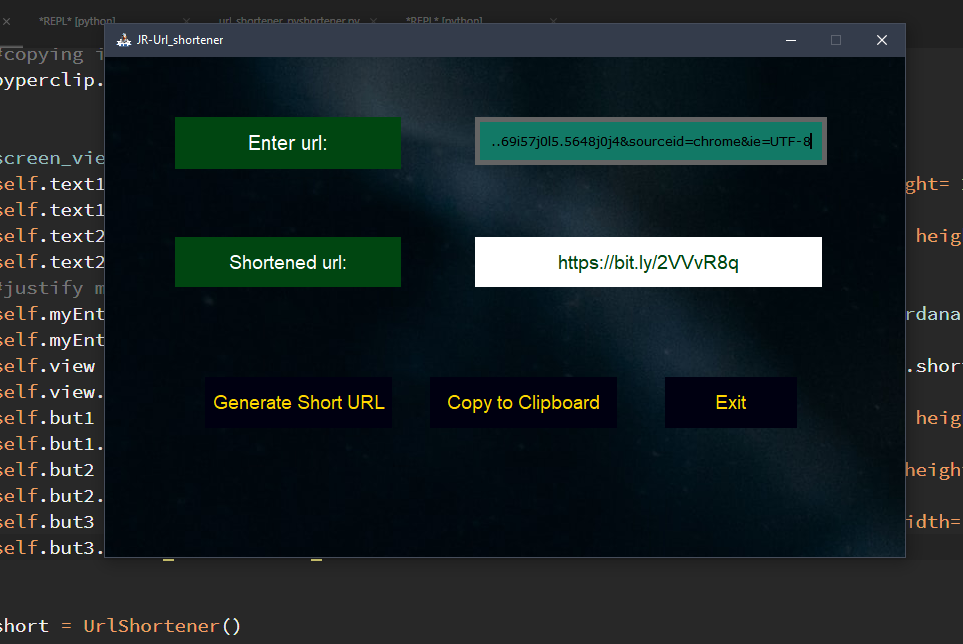 *REPL* [python]
url_shortener_pyshortener.py
*REPL* [python]
JR-Url_shortener
#copying i
pyperclip.
Enter url:
..69i57j0l5.5648j0j4&sourceid=chrome&ie=UTF-8
screen_vie
self.text1
ght=
self.text1
self.text2
heig
self.text2
Shortened url:
https://bit.ly/2VVvR8q
#justify m
self.myEnt
rdana
self.myEnt
self.view
.shor
self.view.
Generate Short URL
Copy to Clipboard
Exit
self.but1
heig
self.but1.
self.but2
heigh
self.but2.
self.but3
idth=
self.but3.
short = UrlShortener()